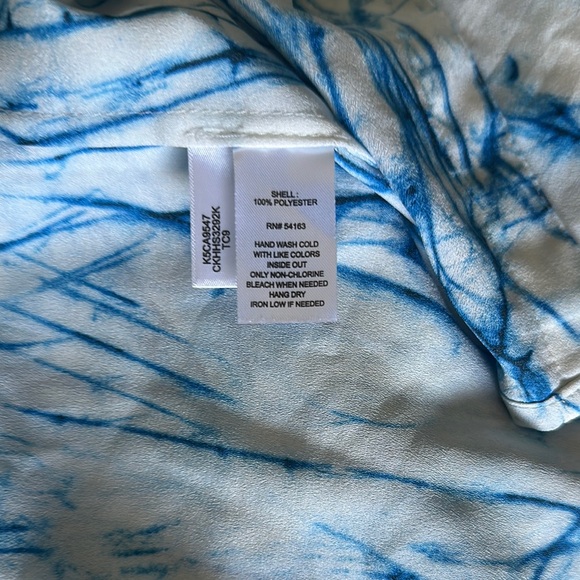 K5CA9547
CKHHS3292K
TC9
SHELL :
100% POLYESTER
RN# 54163
HAND WASH COLD
WITH LIKE COLORS
INSIDE OUT
ONLY NON-CHLORINE
BLEACH WHEN NEEDED
HANG DRY
IRON LOW IF NEEDED